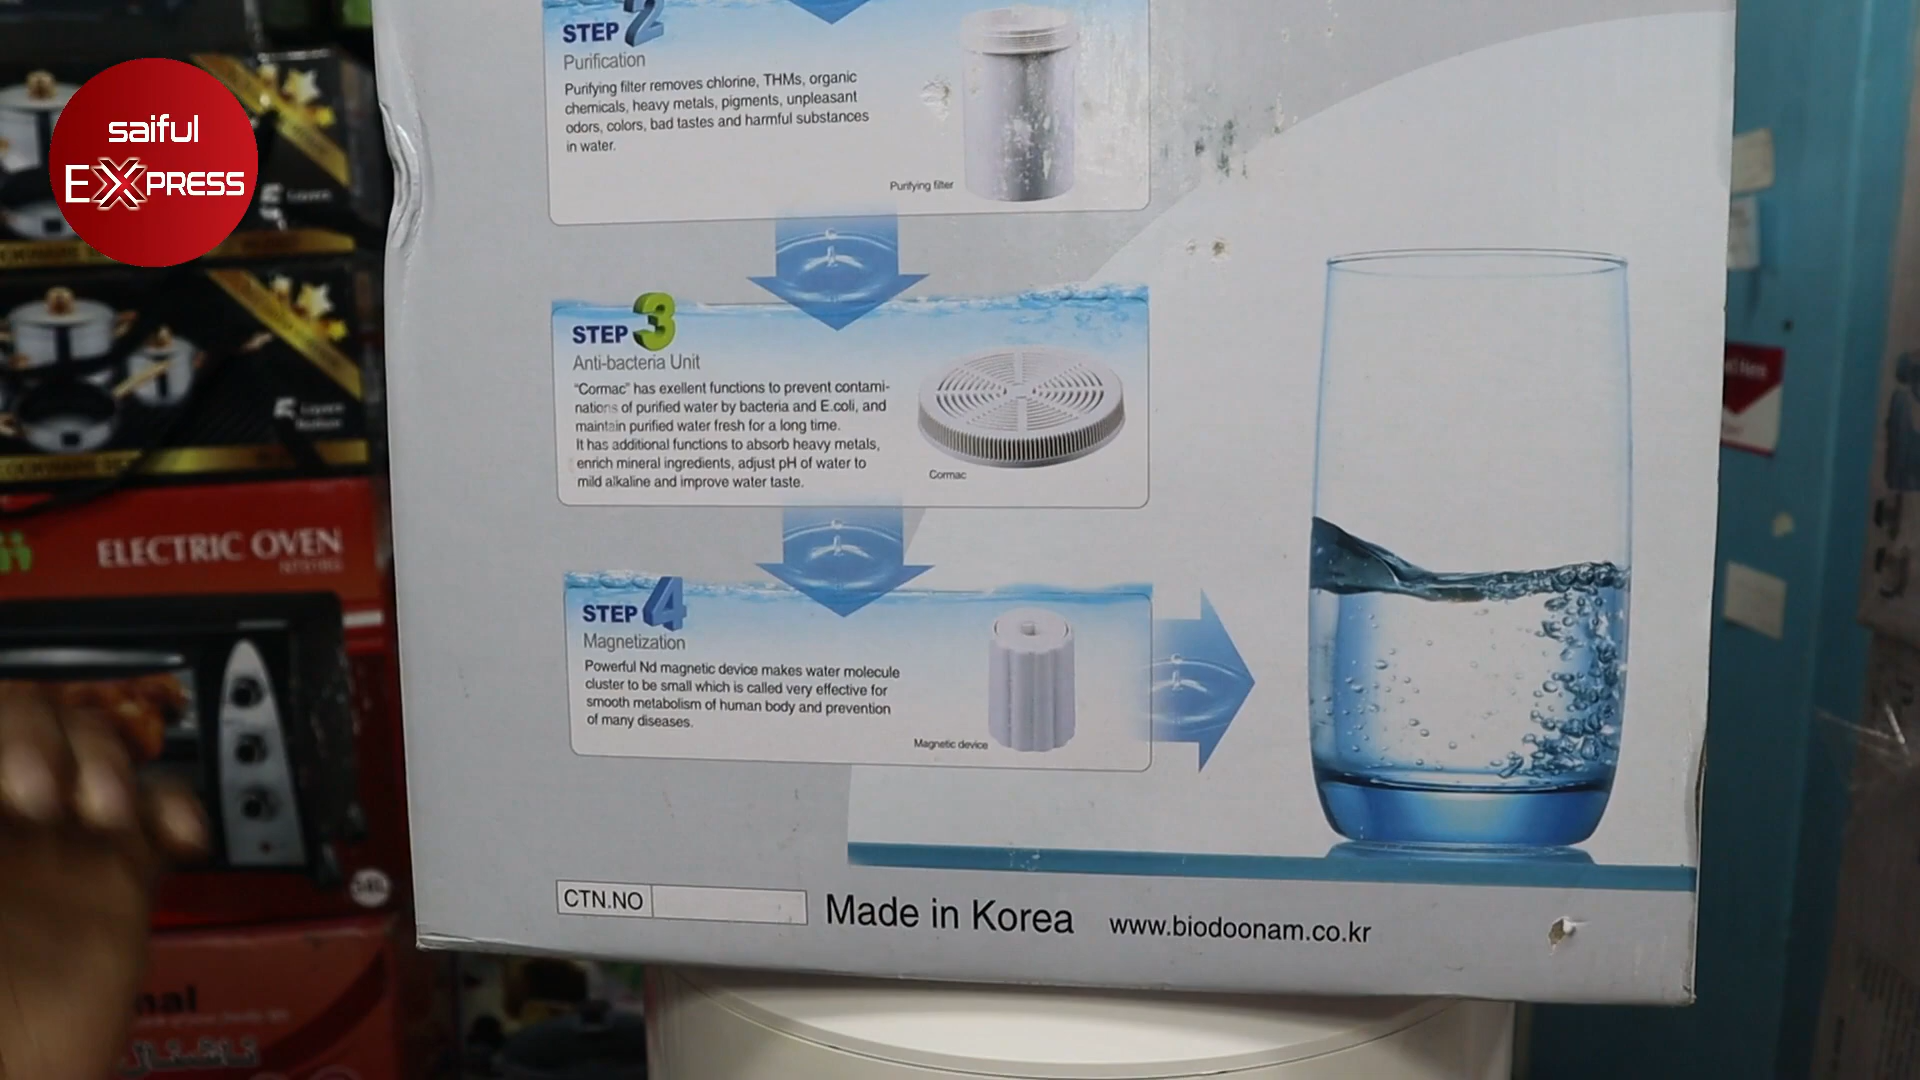 saiful
EXPRESS
STEP 2
Purification
Purifying filter removes chlorine, THMs, organic
chemicals, heavy metals, pigments, unpleasant
odors, colors, bad tastes and harmful substances
in water.
Purifying filter
STEP 3
Anti-bacteria Unit
"Cormac" has exellent functions to prevent contami-
nations of purified water by bacteria and E.coli, and
maintain purified water fresh for a long time.
It has additional functions to absorb heavy metals,
enrich mineral ingredients, adjust pH of water to
mild alkaline and improve water taste.
Cormac
STEP 4
Magnetization
Powerful Nd magnetic device makes water molecule
cluster to be small which is called very effective for
smooth metabolism of human body and prevention
of many diseases.
Magnetic device
CTN.NO
Made in Korea
www.biodoonam.co.kr
ELECTRIC OVEN